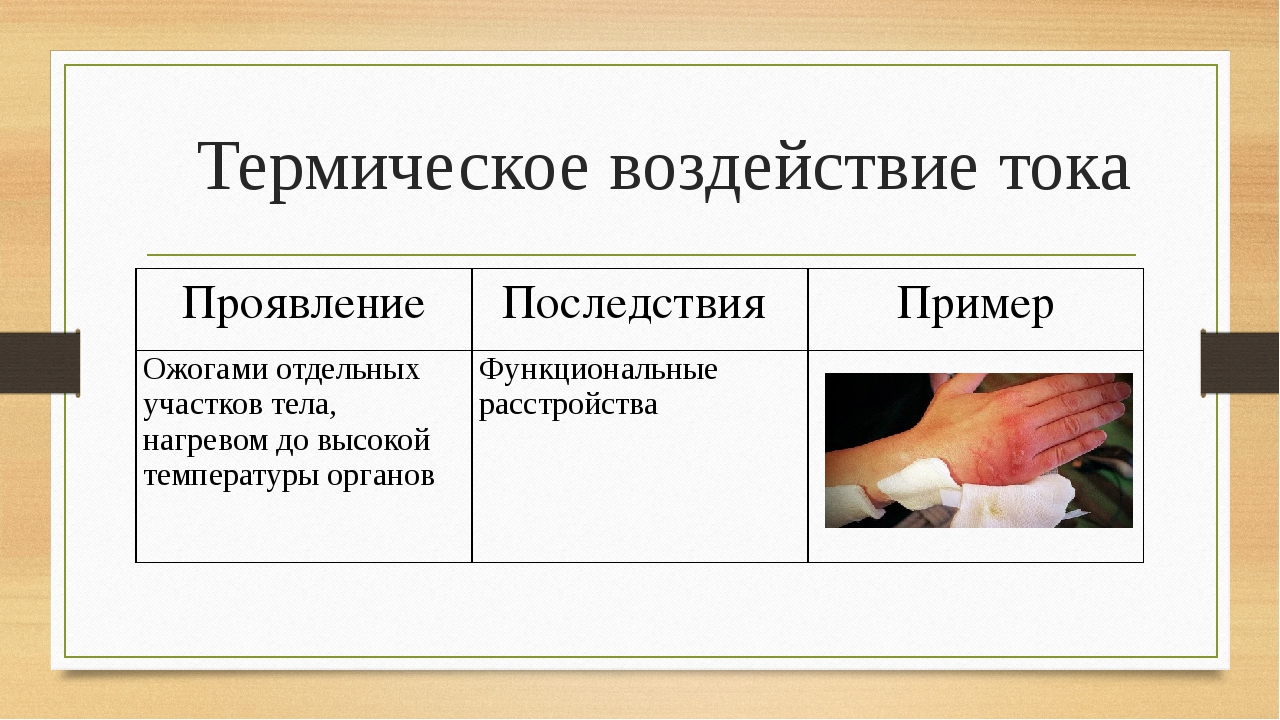 Термическое воздействие тока
Проявление
Последствия
Пример
Ожогами отдельных
участков тела,
нагревом до высокой
температуры органов
Функциональные
расстройства